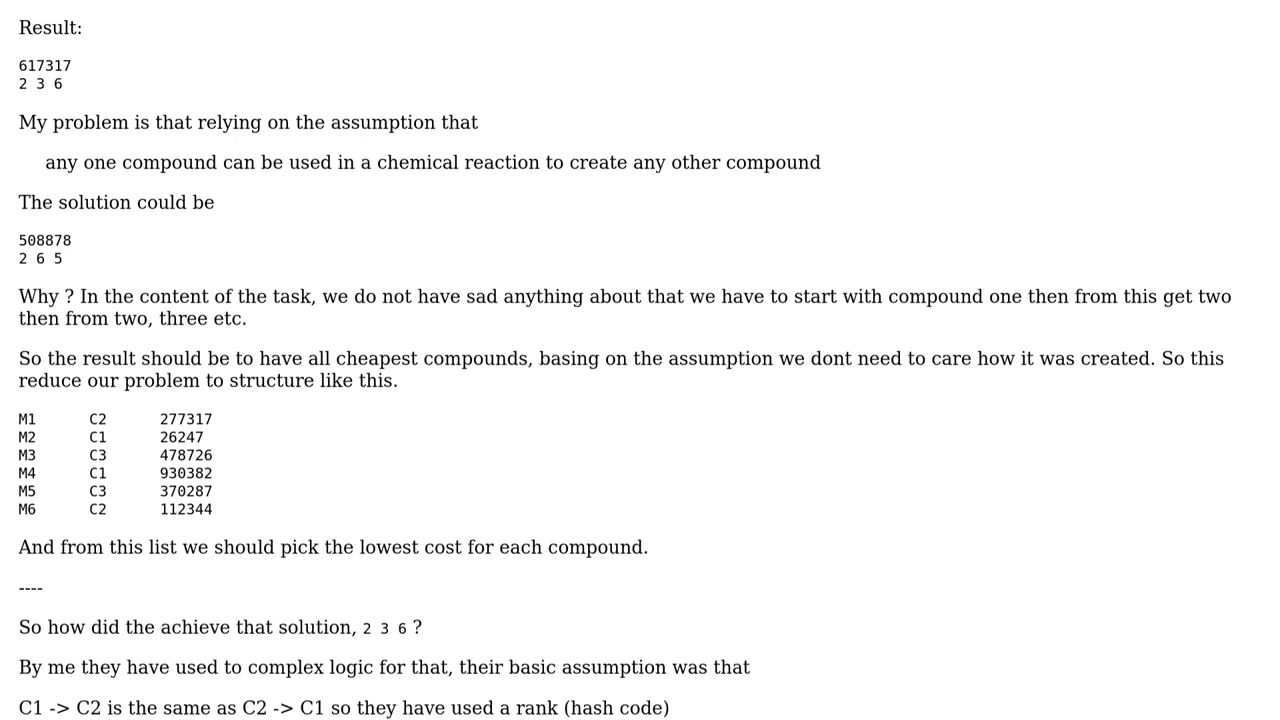 Result:
617317
2 3 6
My problem is that relying on the assumption that
any one compound can be used in a chemical reaction to create any other compound
The solution could be
508878
2 6 5
Why ? In the content of the task, we do not have sad anything about that we have to start with compound one then from this get two
then from two, three etc.
So the result should be to have all cheapest compounds, basing on the assumption we dont need to care how it was created. So this
reduce our problem to structure like this.
M1 C2 277317
M2 C1 26247
M3 C3 478726
M4 C1 930382
M5 C3 370287
M6 C2 112344
And from this list we should pick the lowest cost for each compound.
----
So how did the achieve that solution, 2 3 6 ?
By me they have used to complex logic for that, their basic assumption was that
C1 -> C2 is the same as C2 -> C1 so they have used a rank (hash code)